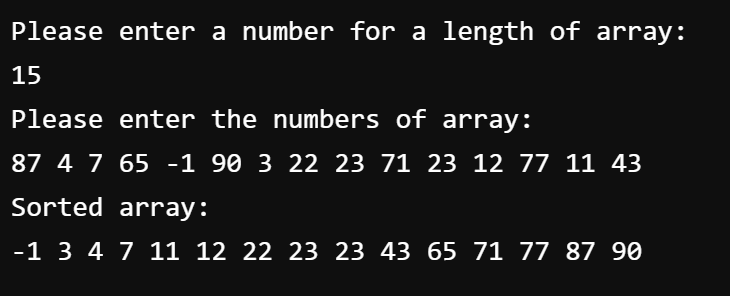 Please enter a number for a length of array:
15
Please enter the numbers of array:
87 4 7 65 -1 90 3 22 23 71 23 12 77 11 43
Sorted array:
-1 3 4 7 11 12 22 23 23 43 65 71 77 87 90